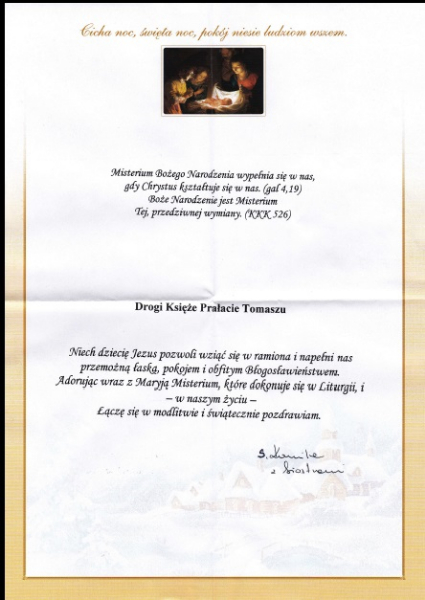 Cicha noc, święta noc, pokój niesie ludziom wszem.
Misterium Bożego Narodzenia wypełnia się w nas,
gdy Chrystus kształtuje się w nas. (gal 4,19)
Boże Narodzenie jest Misterium
Tej, przedziwnej wymiany. (KKK 526)
Drogi Księże Prałacie Tomaszu
Niech dziecię Jezus pozwoli wziąć się w ramiona i napełni nas
przemożną łaską, pokojem i obfitym Błogosławieństwem.
Adorując wraz z Maryją Misterium, które dokonuje się w Liturgii, i
– w naszym życiu –
Łączę się w modlitwie i świątecznie pozdrawiam.
z Siostrami